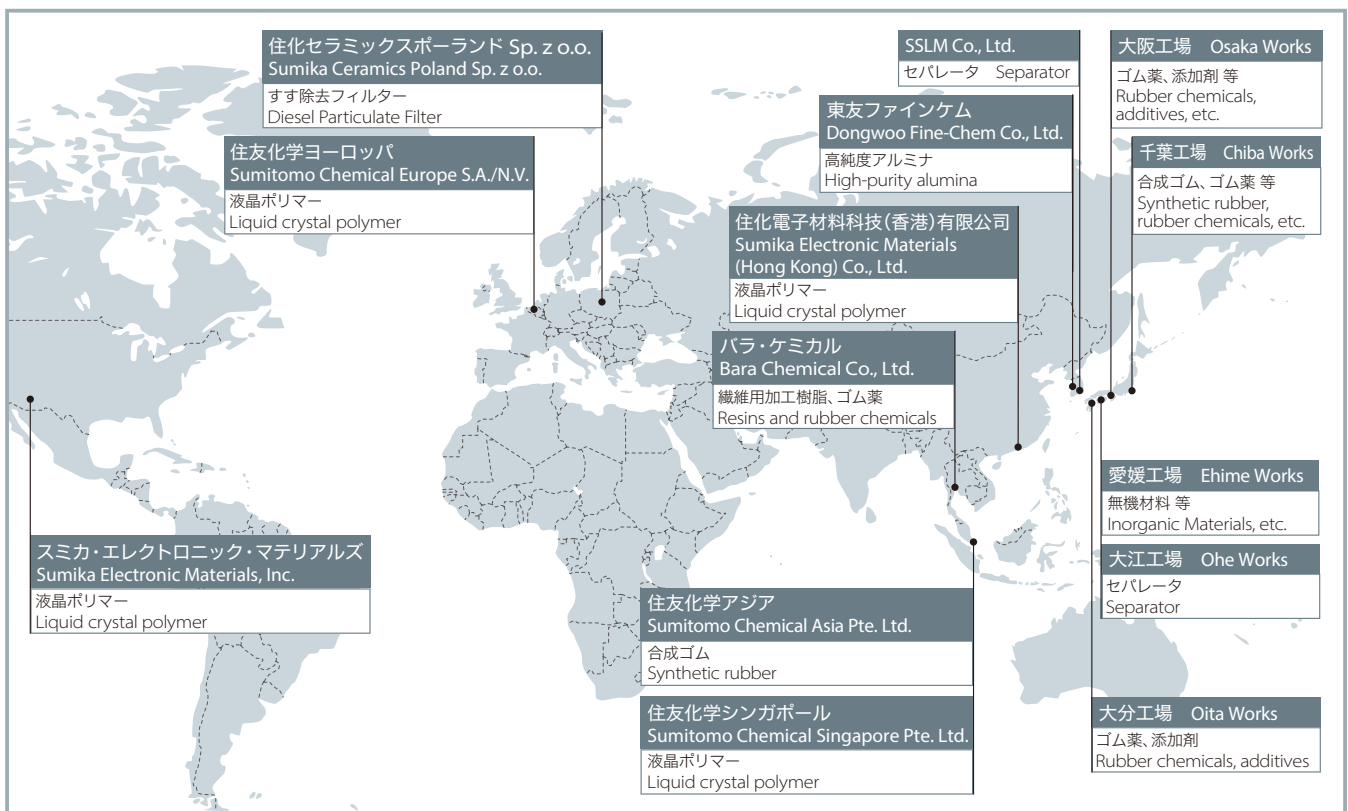 住化セラミックスポーランド Sp. z o.o.
Sumika Ceramics Poland Sp. z o.o.
すす除去フィルター
Diesel Particulate Filter
住友化学ヨーロッパ
Sumitomo Chemical Europe S.A./N.V.
液晶ポリマー
Liquid crystal polymer
SSLM Co., Ltd.
セパレータ Separator
東友ファインケム
Dongwoo Fine-Chem Co., Ltd.
高純度アルミナ
High-purity alumina
住化電子材料科技(香港)有限公司
Sumika Electronic Materials
(Hong Kong) Co., Ltd.
液晶ポリマー
Liquid crystal polymer
バラ・ケミカル
Bara Chemical Co., Ltd.
繊維用加工樹脂、ゴム薬
Resins and rubber chemicals
大阪工場 Osaka Works
ゴム薬、添加剤 等
Rubber chemicals,
additives, etc.
千葉工場 Chiba Works
合成ゴム、ゴム薬 等
Synthetic rubber,
rubber chemicals, etc.
愛媛工場 Ehime Works
無機材料 等
Inorganic Materials, etc.
大江工場 Ohe Works
セパレータ
Separator
スミカ・エレクトロニック・マテリアルズ
Sumika Electronic Materials, Inc.
液晶ポリマー
Liquid crystal polymer
住友化学アジア
Sumitomo Chemical Asia Pte. Ltd.
合成ゴム
Synthetic rubber
住友化学シンガポール
Sumitomo Chemical Singapore Pte. Ltd.
液晶ポリマー
Liquid crystal polymer
大分工場 Oita Works
ゴム薬、添加剤
Rubber chemicals, additives